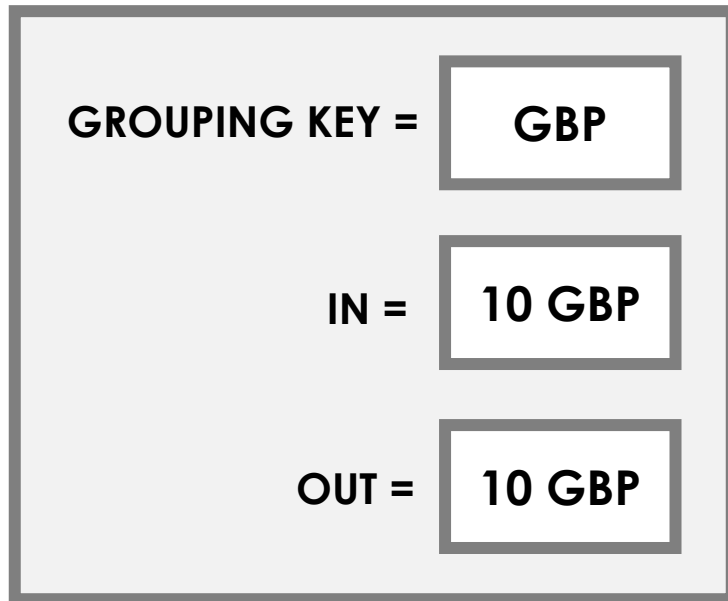 GROUPING KEY = GBP
IN = 10 GBP
OUT = 10 GBP